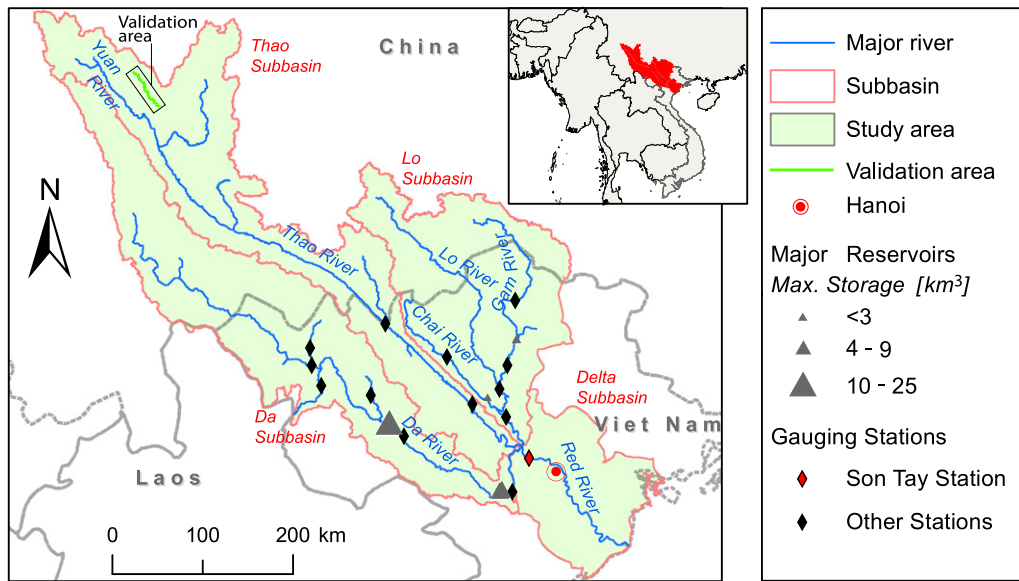 Validation
area
Yuan
River
Thao
Subbasin
China
Lo
Subbasin
N
Thao River
Lo River
Gam River
Chai River
Delta
Subbasin
Viet Nam
Da
Subbasin
Da River
Red River
Laos
0 100 200 km
Major river
Subbasin
Study area
Validation area
Hanoi
Major Reservoirs
Max. Storage [km³]
<3
4 - 9
10 - 25
Gauging Stations
Son Tay Station
Other Stations